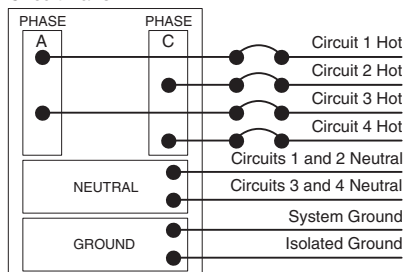 PHASE PHASE
A C
Circuit 1 Hot
Circuit 2 Hot
Circuit 3 Hot
Circuit 4 Hot
Circuits 1 and 2 Neutral
NEUTRAL
Circuits 3 and 4 Neutral
System Ground
GROUND
Isolated Ground